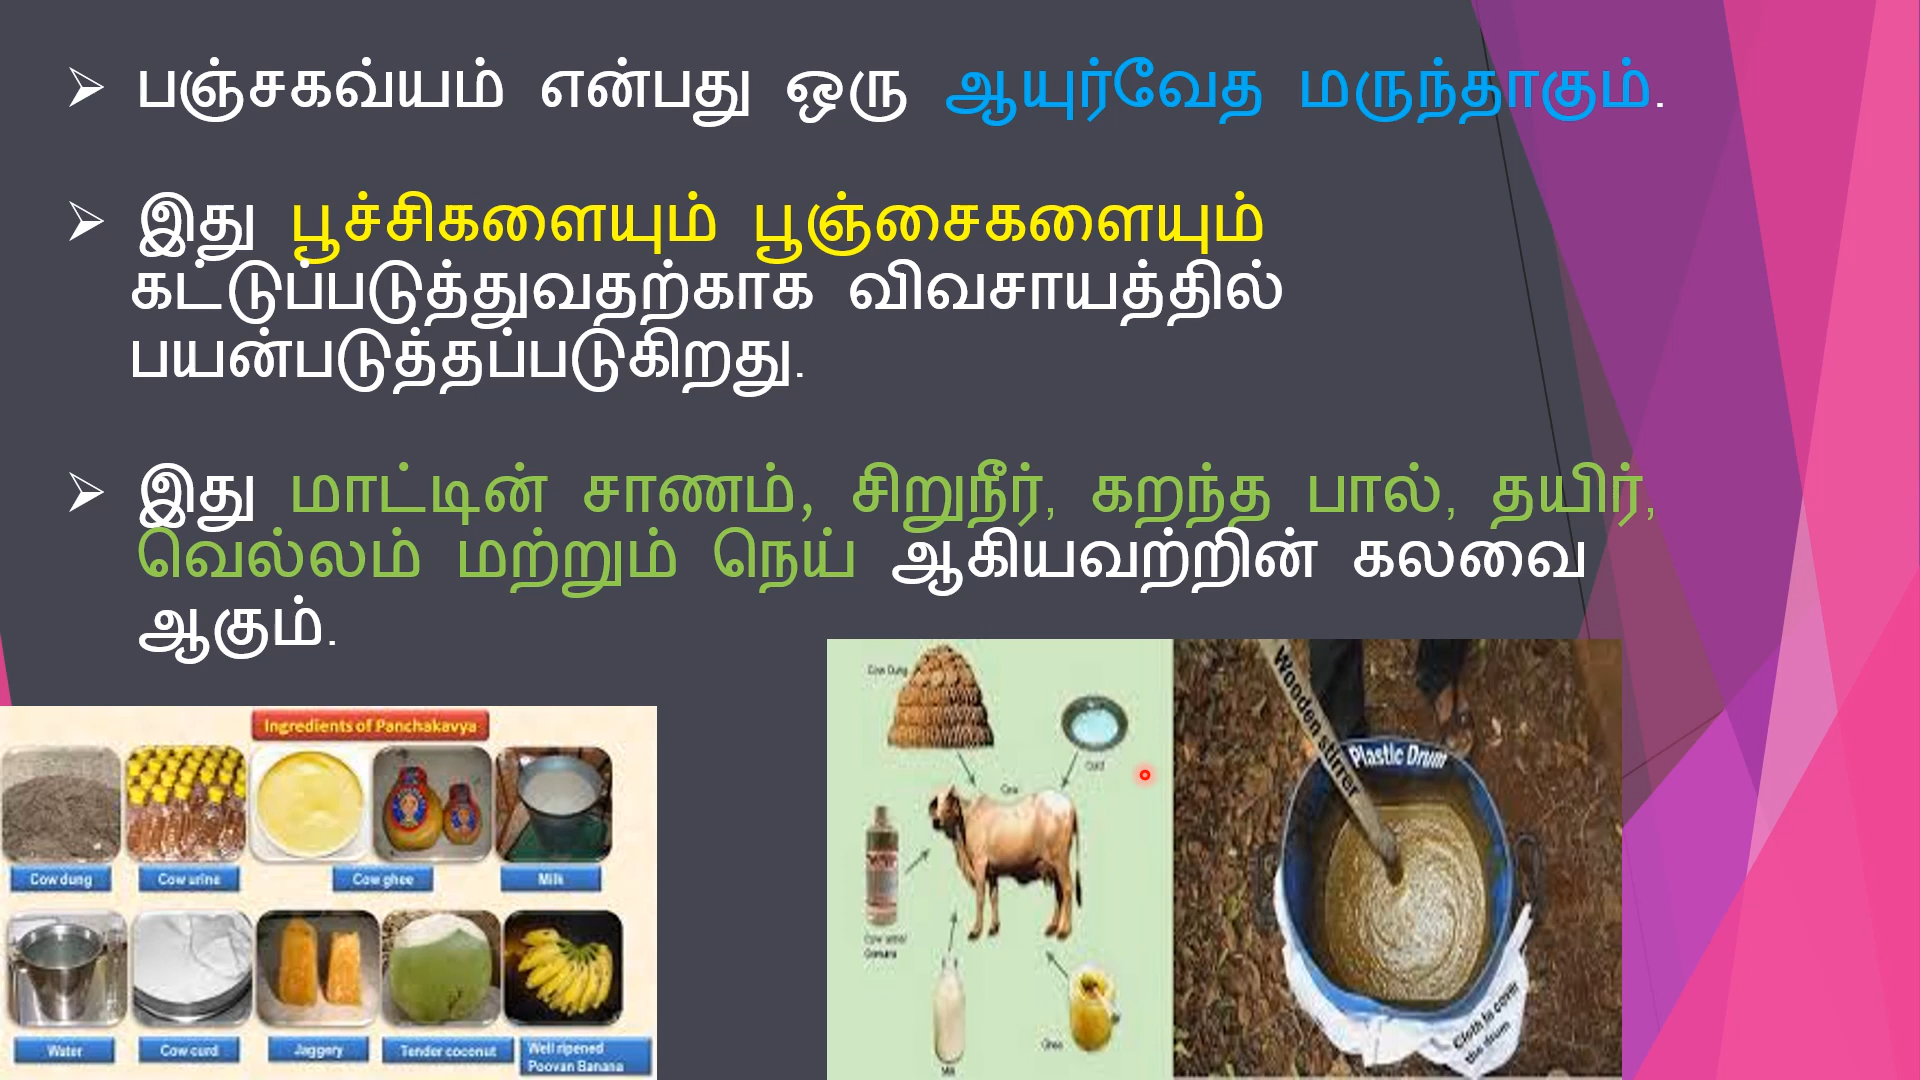 பஞ்சகவ்யம் என்பது ஒரு ஆயுர்வேத மருந்தாகும்.
இது பூச்சிகளையும் பூஞ்சைகளையும்
கட்டுப்படுத்துவதற்காக விவசாயத்தில்
பயன்படுத்தப்படுகிறது.
இது மாட்டின் சாணம், சிறுநீர், கறந்த பால், தயிர்,
வெல்லம் மற்றும் நெய் ஆகியவற்றின் கலவை
ஆகும்.
Ingredients of Panchakavya
Cow dung
Cow urine
Cow ghee
Milk
Water
Cow curd
Jaggery
Tender coconut
Well ripened
Poovan Banana
Cow Dung
Curd
Cow
Cow urine
Ghee
Milk
Wooden stirrer
Plastic Drum
Cloth to cover
the drum